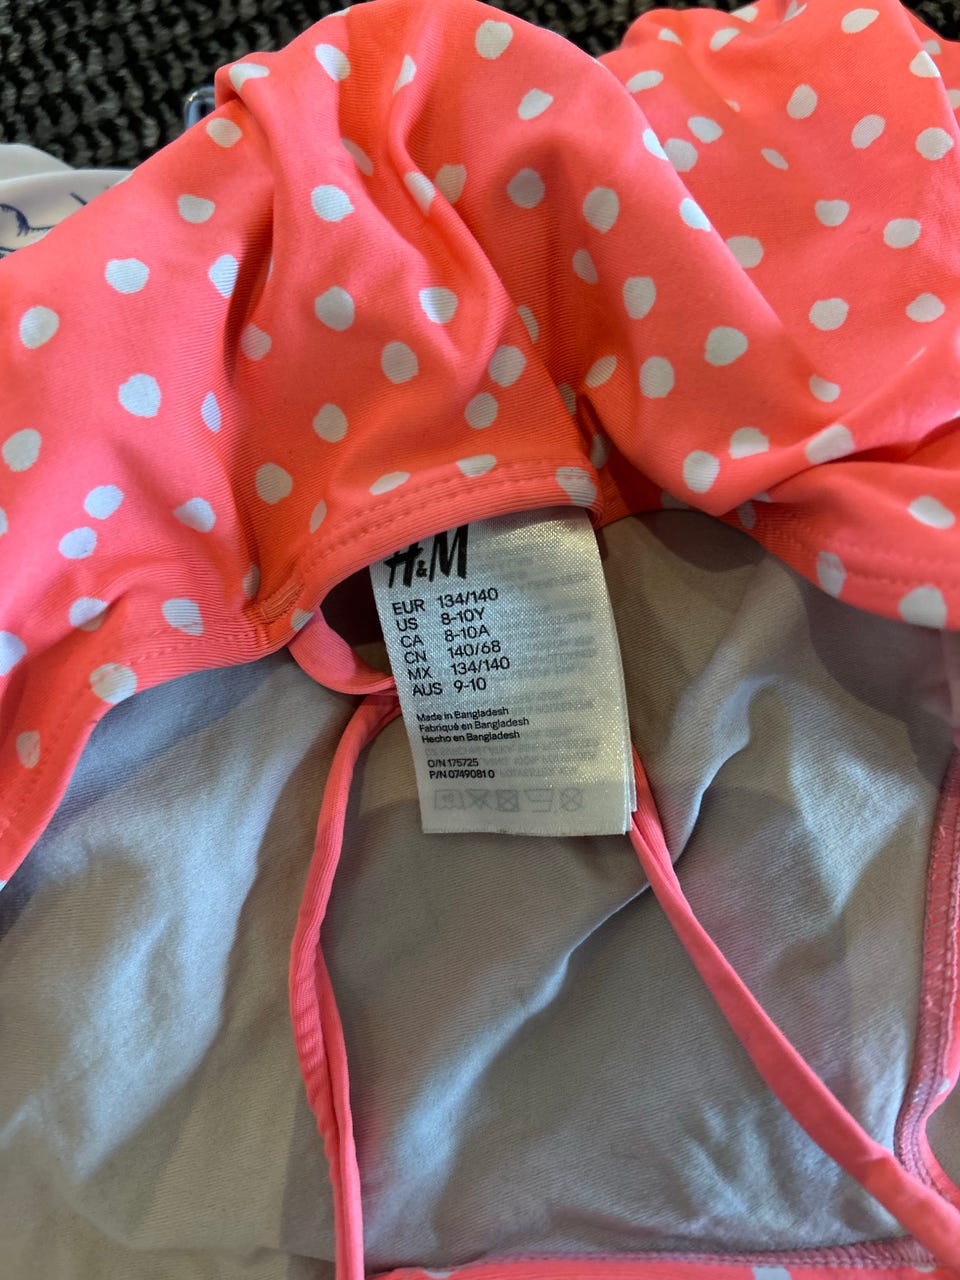 H&M
EUR 134/140
US 8-10Y
CA 8-10A
CN 140/68
MX 134/140
AUS 9-10
Made in Bangladesh
Fabriqué en Bangladesh
Hecho en Bangladesh
O/N 175725
P/N 0749081 0